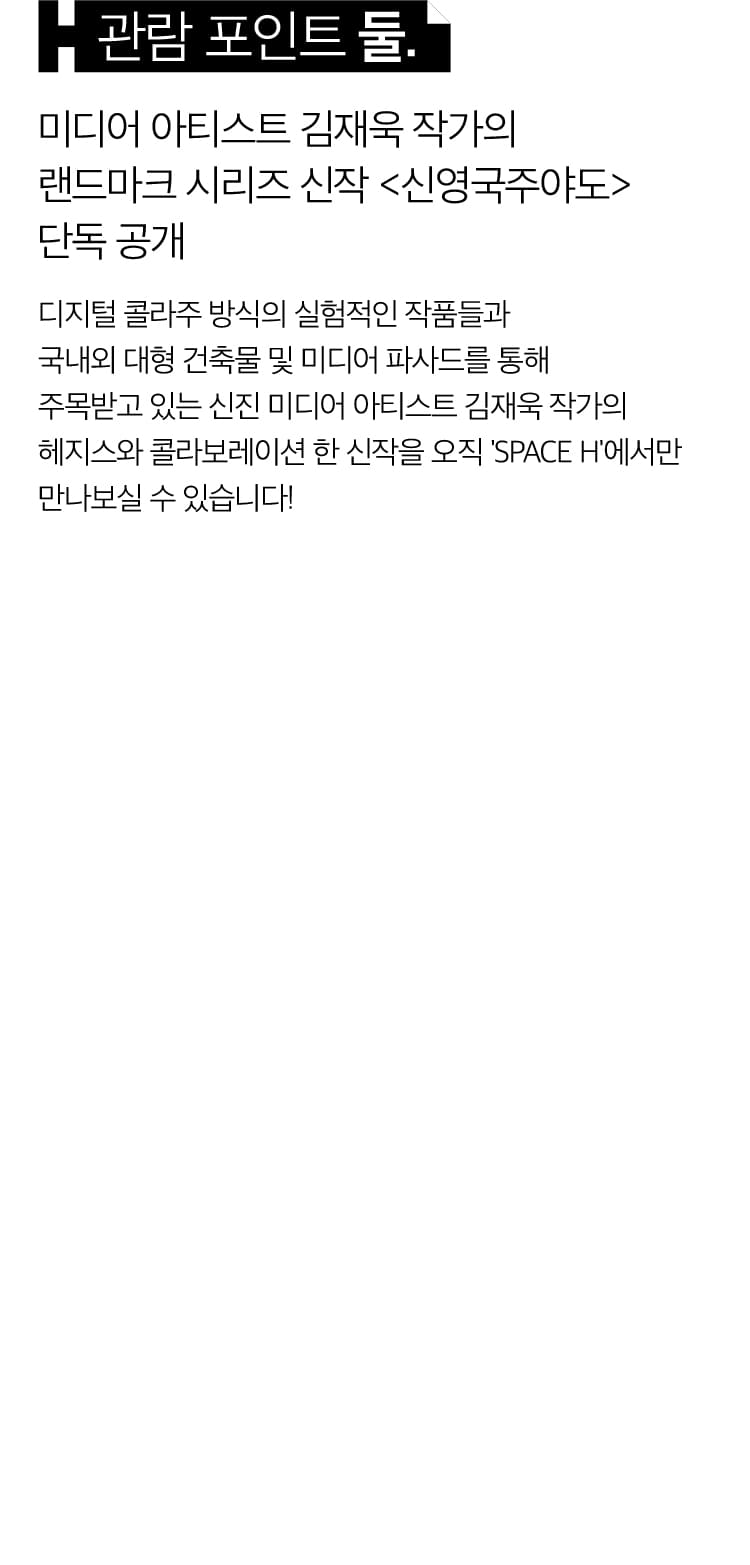 H 관람 포인트 둘.
미디어 아티스트 김재욱 작가의
랜드마크 시리즈 신작 <신영국주야도>
단독 공개
디지털 콜라주 방식의 실험적인 작품들과
국내외 대형 건축물 및 미디어 파사드를 통해
주목받고 있는 신진 미디어 아티스트 김재욱 작가의
헤지스와 콜라보레이션 한 신작을 오직 'SPACE H'에서만
만나보실 수 있습니다!